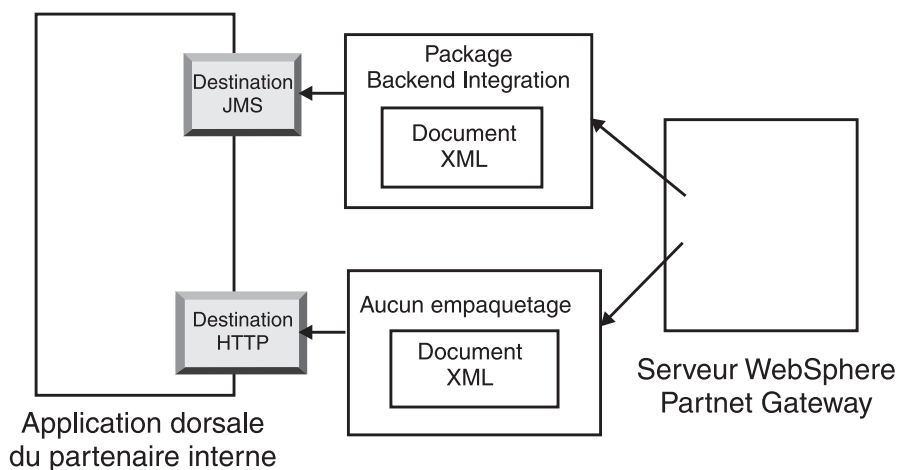 Destination
JMS
Package
Backend Integration
Document
XML
Destination
HTTP
Aucun empaquetage
Document
XML
Serveur WebSphere
Partnet Gateway
Application dorsale
du partenaire interne